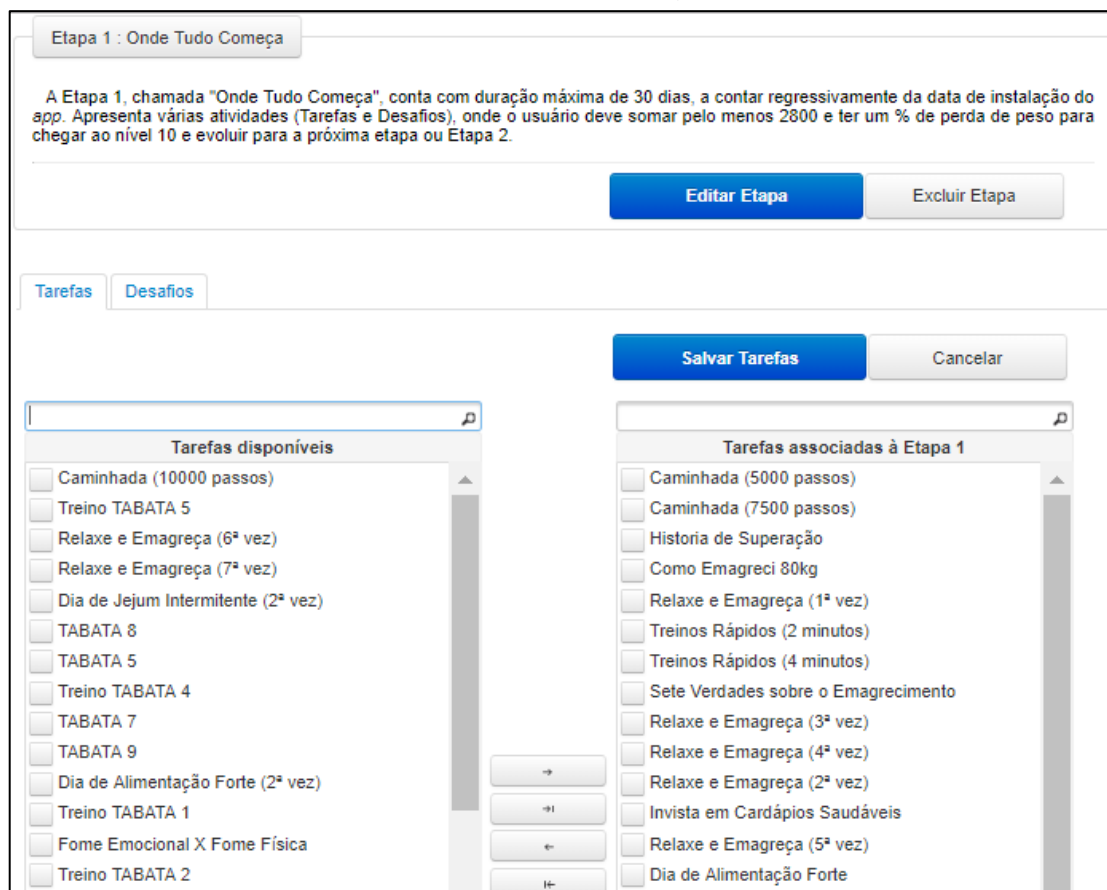 Etapa 1 : Onde Tudo Começa
A Etapa 1, chamada "Onde Tudo Começa", conta com duração máxima de 30 dias, a contar regressivamente da data de instalação do
app. Apresenta várias atividades (Tarefas e Desafios), onde o usuário deve somar pelo menos 2800 e ter um % de perda de peso para
chegar ao nível 10 e evoluir para a próxima etapa ou Etapa 2.
Editar Etapa
Excluir Etapa
Tarefas
Desafios
Salvar Tarefas
Cancelar
Tarefas disponíveis
Caminhada (10000 passos)
Treino TABATA 5
Relaxe e Emagreça (6ª vez)
Relaxe e Emagreça (7ª vez)
Dia de Jejum Intermitente (2ª vez)
TABATA 8
TABATA 5
Treino TABATA 4
TABATA 7
TABATA 9
Dia de Alimentação Forte (2ª vez)
Treino TABATA 1
Fome Emocional X Fome Física
Treino TABATA 2
Tarefas associadas à Etapa 1
Caminhada (5000 passos)
Caminhada (7500 passos)
Historia de Superação
Como Emagreci 80kg
Relaxe e Emagreça (1ª vez)
Treinos Rápidos (2 minutos)
Treinos Rápidos (4 minutos)
Sete Verdades sobre o Emagrecimento
Relaxe e Emagreça (3ª vez)
Relaxe e Emagreça (4ª vez)
Relaxe e Emagreça (2ª vez)
Invista em Cardápios Saudáveis
Relaxe e Emagreça (5ª vez)
Dia de Alimentação Forte